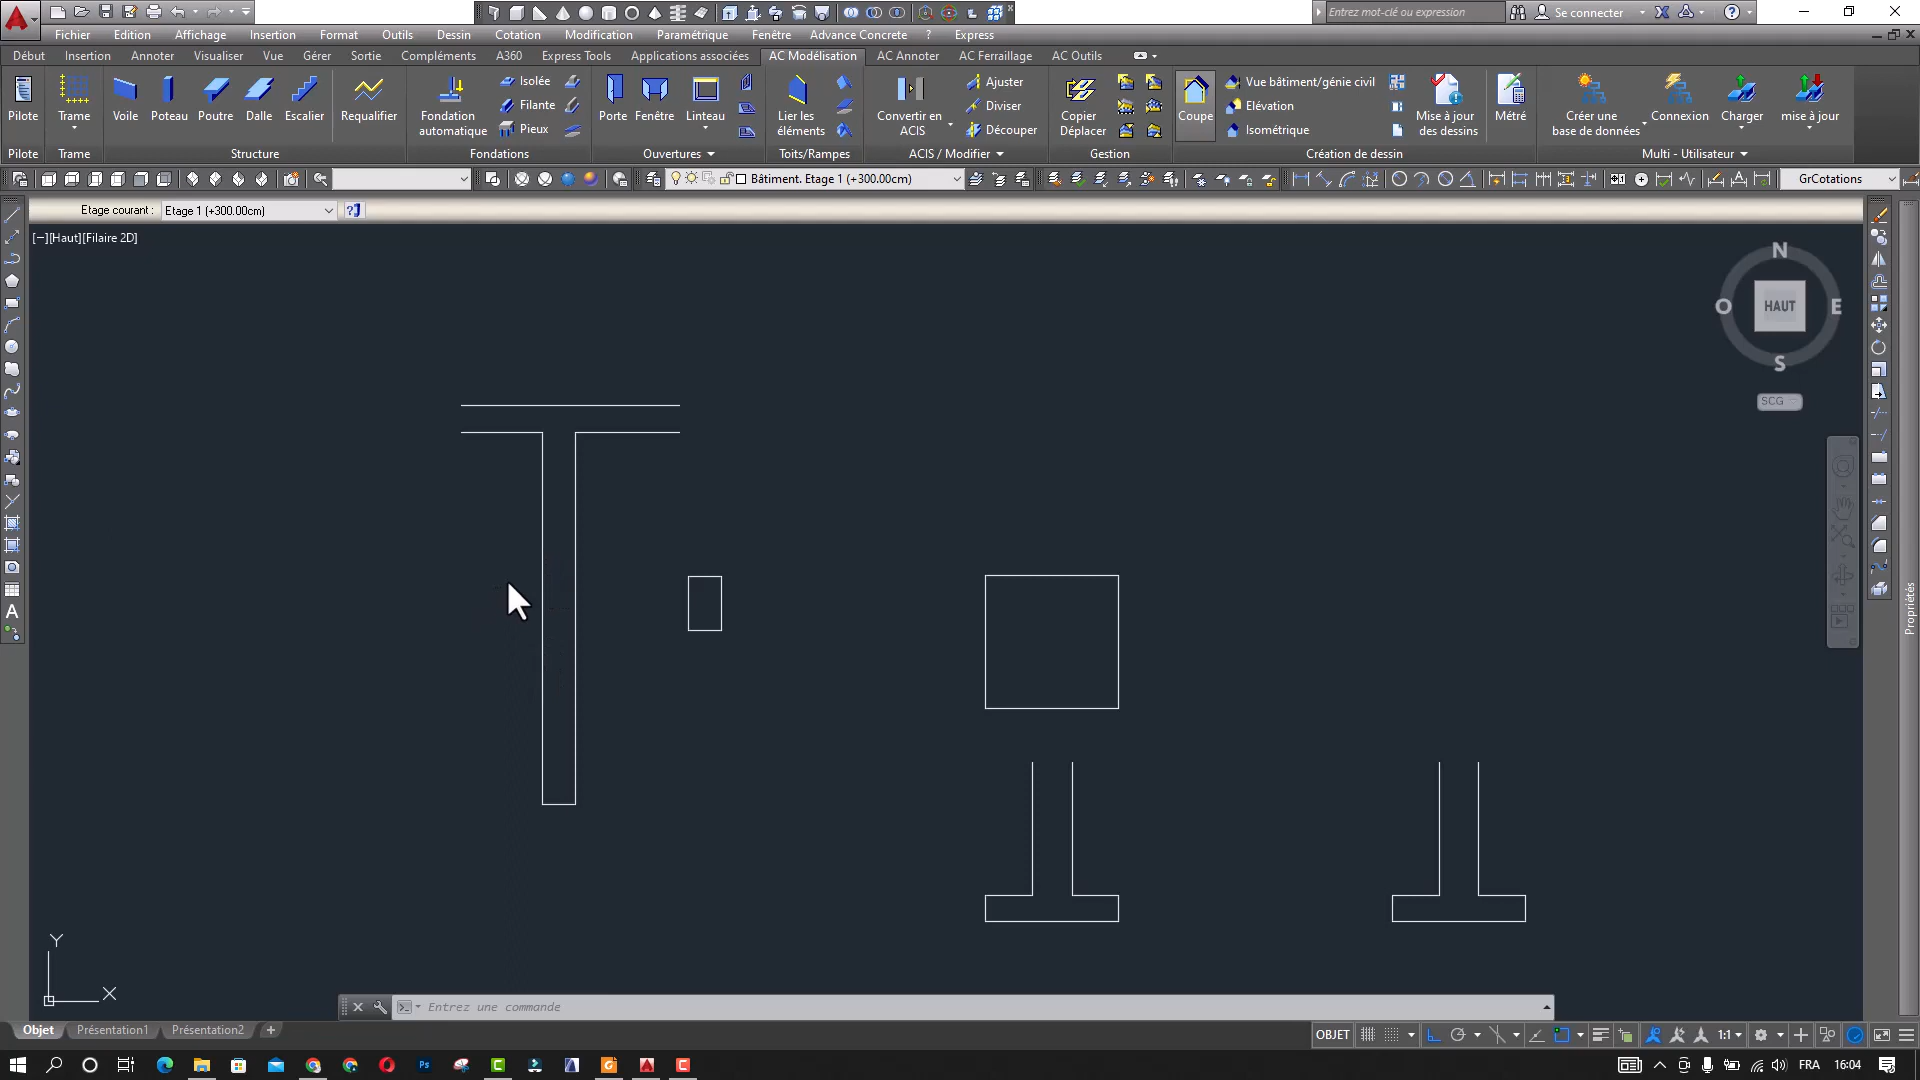 Entrez mot-clé ou expression
Se connecter
Fichier Edition Affichage Insertion Format Outils Dessin Cotation Modification Paramétrique Fenêtre Advance Concrete ? Express
Début Insertion Annoter Visualiser Vue Gérer Sortie Compléments A360 Express Tools Applications associées AC Modélisation AC Annoter AC Ferraillage AC Outils
Pilote Trame Voile Poteau Poutre Dalle Escalier Requalifier
Fondation automatique
Isolée
Filante
Pieux
Porte Fenêtre Linteau
Lier les éléments
Convertir en ACIS
Ajuster
Diviser
Découper
Copier Déplacer
Coupe
Vue bâtiment/génie civil
Elévation
Isométrique
Mise à jour des dessins
Métré
Créer une base de données
Connexion
Charger
mise à jour
Pilote Trame Structure Fondations Ouvertures Toits/Rampes ACIS / Modifier Gestion Création de dessin Multi - Utilisateur
Bâtiment. Etage 1 (+300.00cm)
GrCotations
Etage courant : Etage 1 (+300.00cm)
[−][Haut][Filaire 2D]
N
O HAUT E
S
SCG
Propriétés
A
Y
X
Entrez une commande
Objet Présentation1 Présentation2 +
OBJET 1:1
Ps
FRA 16:04